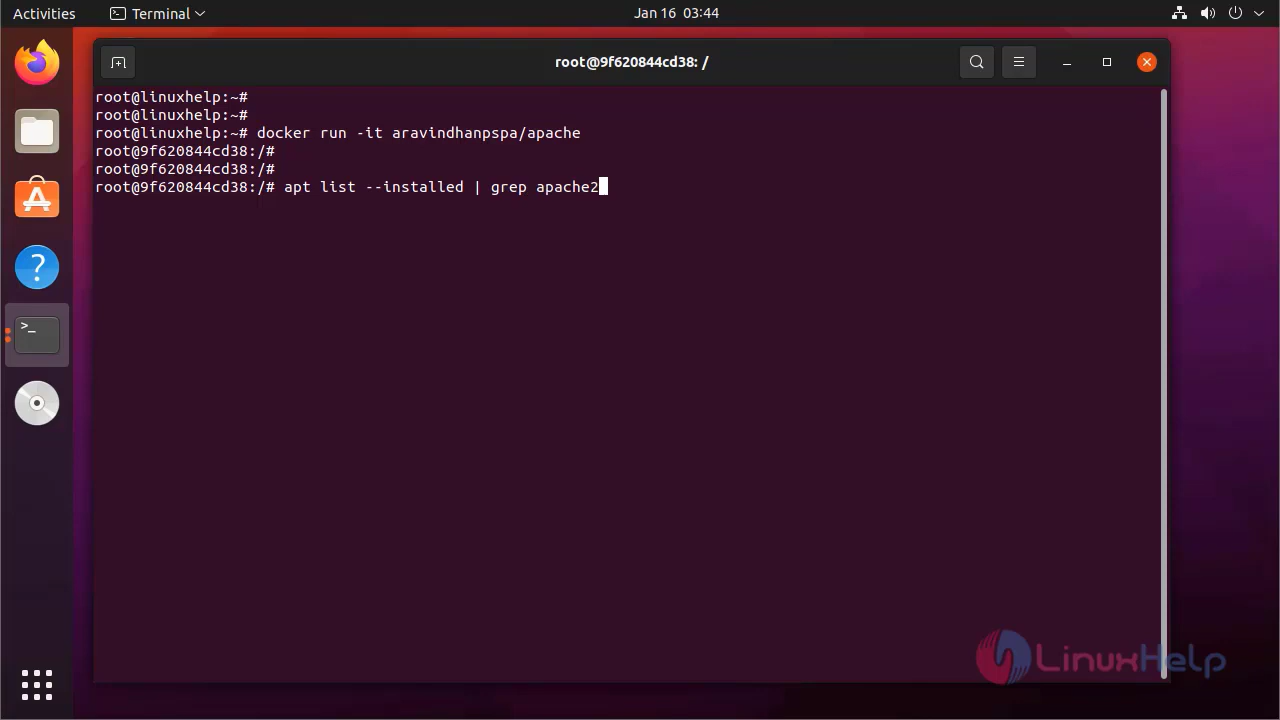 Activities
Terminal
Jan 16 03:44
root@9f620844cd38: /
root@linuxhelp:~#
root@linuxhelp:~#
root@linuxhelp:~# docker run -it aravindhanpspa/apache
root@9f620844cd38:/#
root@9f620844cd38:/#
root@9f620844cd38:/# apt list --installed | grep apache2
LinuxHelp